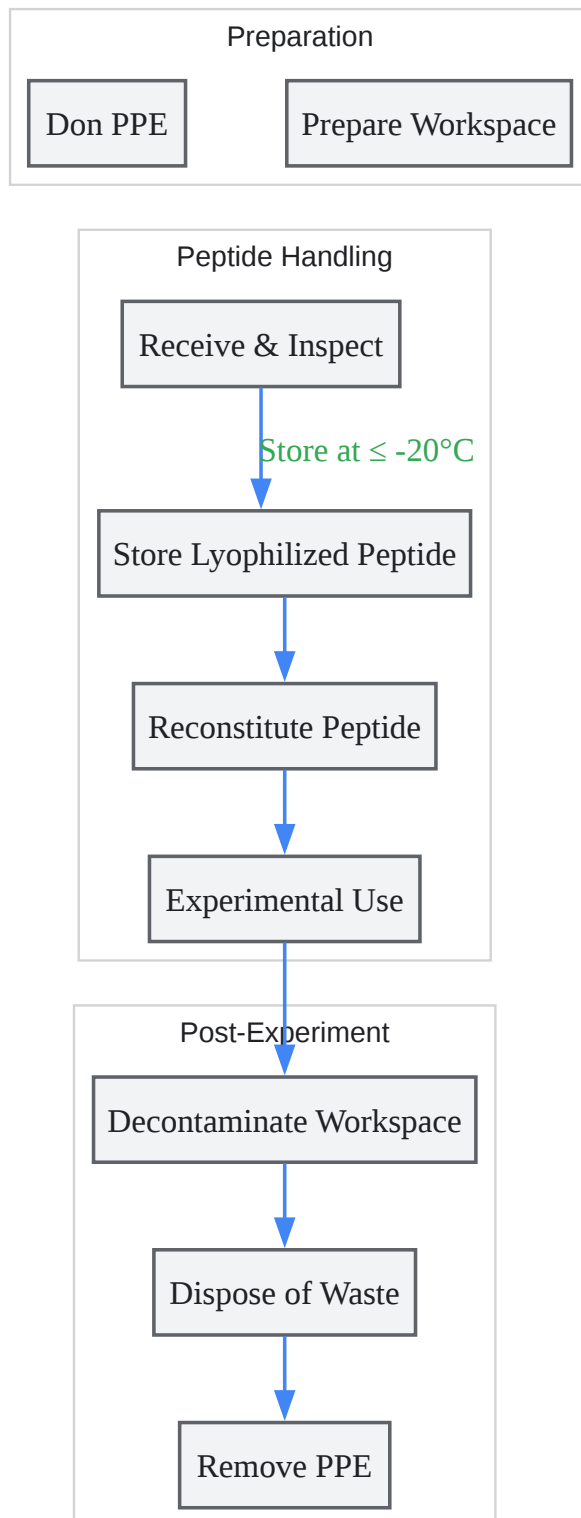 Preparation
Don PPE
Prepare Workspace
Peptide Handling
Receive & Inspect
Store at ≤ -20°C
Store Lyophilized Peptide
Reconstitute Peptide
Experimental Use
Post-Experiment
Decontaminate Workspace
Dispose of Waste
Remove PPE